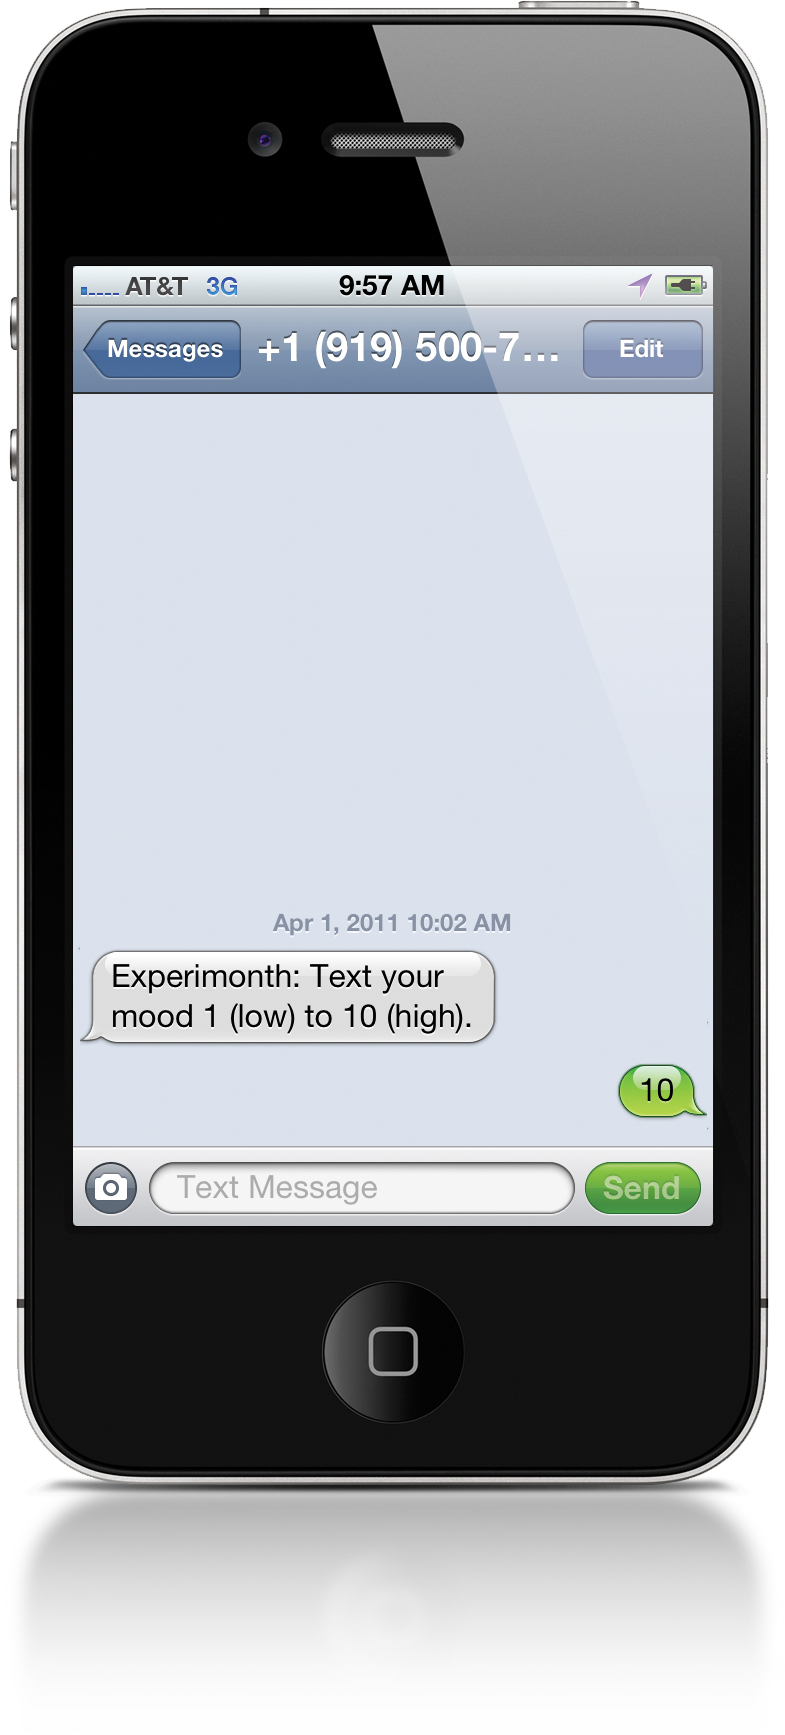 AT&T 3G 9:57 AM
Messages +1 (919) 500-7... Edit
Apr 1, 2011 10:02 AM
Experimonth: Text your
mood 1 (low) to 10 (high).
10
Text Message Send